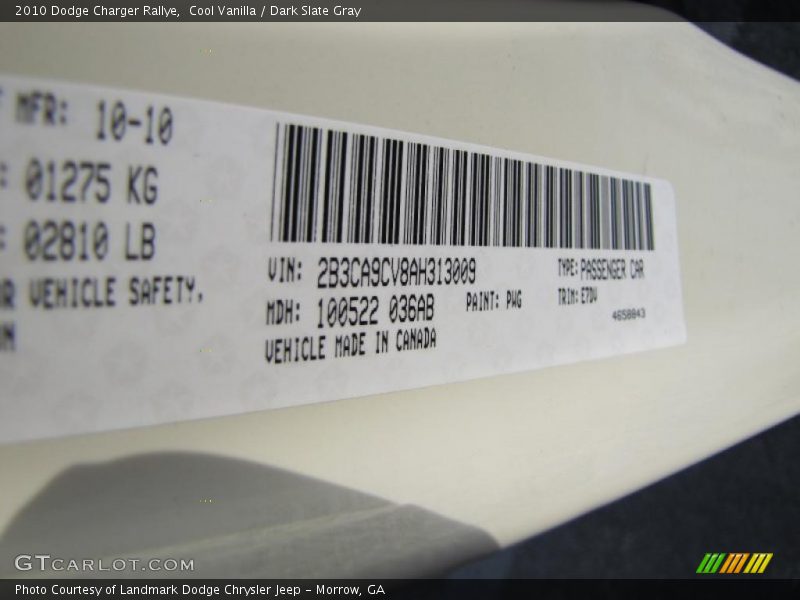 2010 Dodge Charger Rallye,  Cool Vanilla / Dark Slate Gray
MFR: 10-10
01275 KG
02810 LB
VEHICLE SAFETY.
VIN: 2B3CA9CV8AH313009
TYPE: PASSENGER CAR
MDH: 100522 036AB
PAINT: PWG
TRIM: E7DV
4650843
VEHICLE MADE IN CANADA
GTCARLOT.COM
Photo Courtesy of Landmark Dodge Chrysler Jeep - Morrow, GA